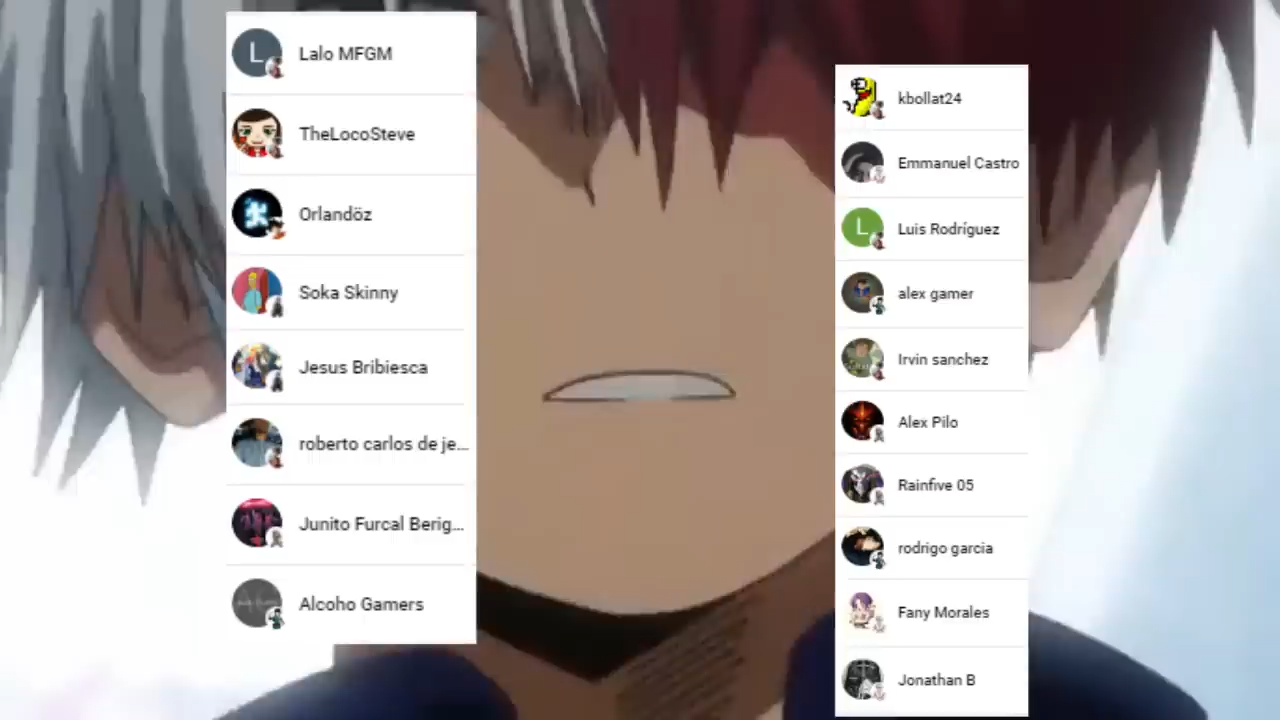 L
Lalo MFGM
TheLocoSteve
Orlandöz
Soka Skinny
Jesus Bribiesca
roberto carlos de je...
Junito Furcal Berig...
Alcoho Gamers
kbollat24
Emmanuel Castro
L
Luis Rodríguez
alex gamer
Irvin sanchez
Alex Pilo
Rainfive 05
rodrigo garcia
Fany Morales
Jonathan B